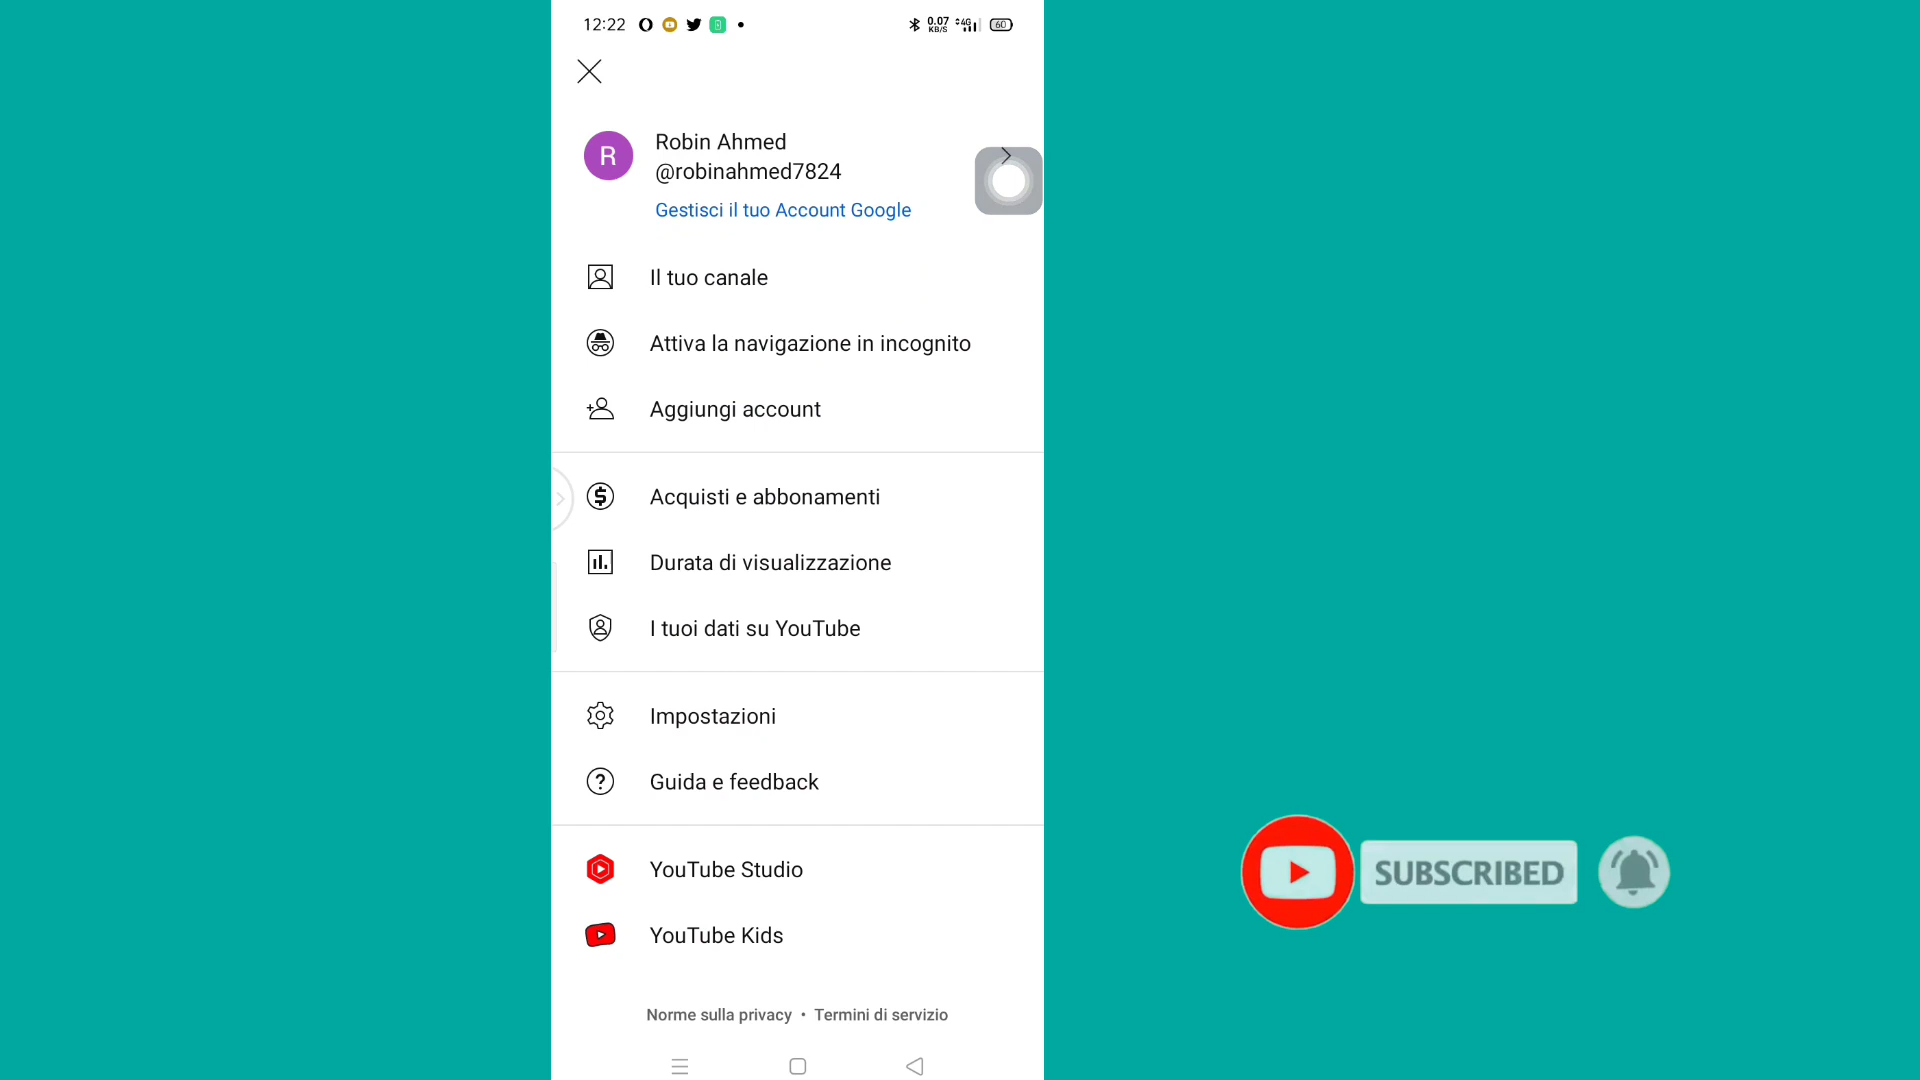 12:22
0.07
KB/S
4G
60
R
Robin Ahmed
@robinahmed7824
Gestisci il tuo Account Google
Il tuo canale
Attiva la navigazione in incognito
Aggiungi account
Acquisti e abbonamenti
Durata di visualizzazione
I tuoi dati su YouTube
Impostazioni
Guida e feedback
YouTube Studio
YouTube Kids
Norme sulla privacy • Termini di servizio
SUBSCRIBED